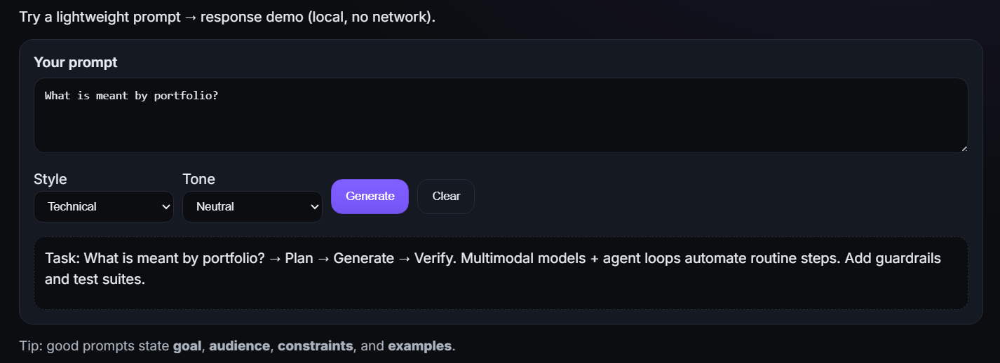 Try a lightweight prompt → response demo (local, no network).
Your prompt
What is meant by portfolio?
Style
Tone
Technical
Neutral
Generate
Clear
Task: What is meant by portfolio? → Plan → Generate → Verify. Multimodal models + agent loops automate routine steps. Add guardrails
and test suites.
Tip: good prompts state goal, audience, constraints, and examples.